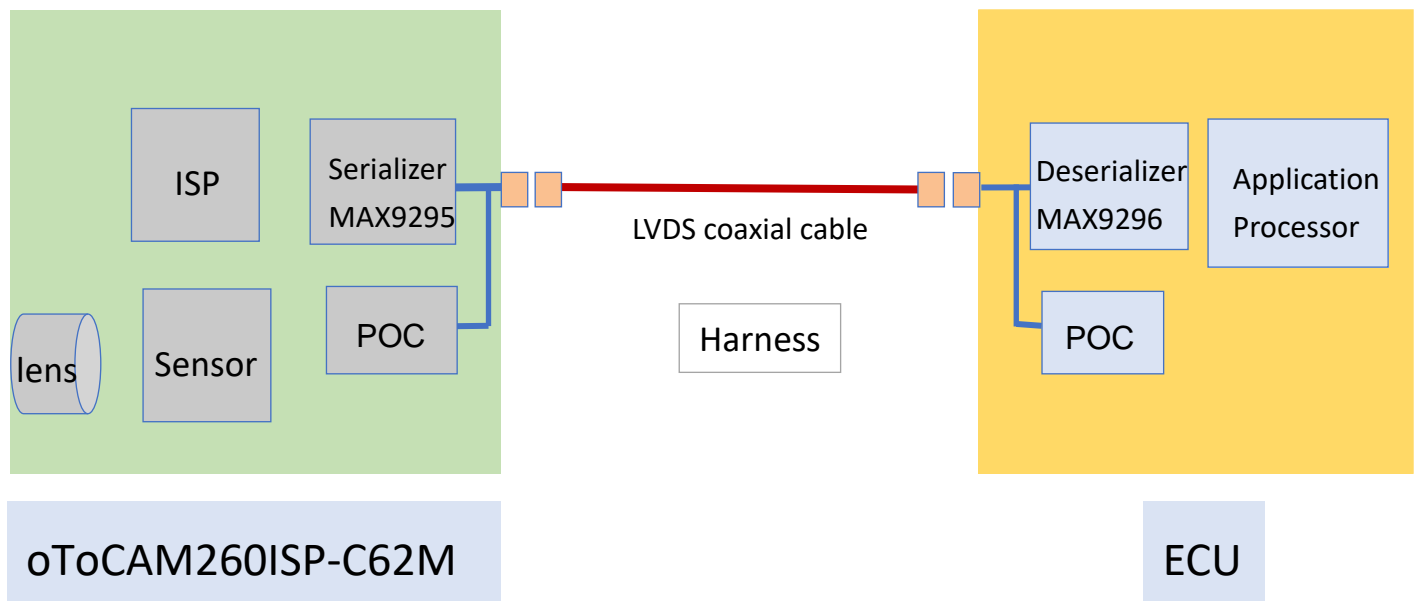 ISP
Serializer
MAX9295
lens
Sensor
POC
LVDS coaxial cable
Harness
Deserializer
MAX9296
Application
Processor
POC
oToCAM260ISP-C62M
ECU